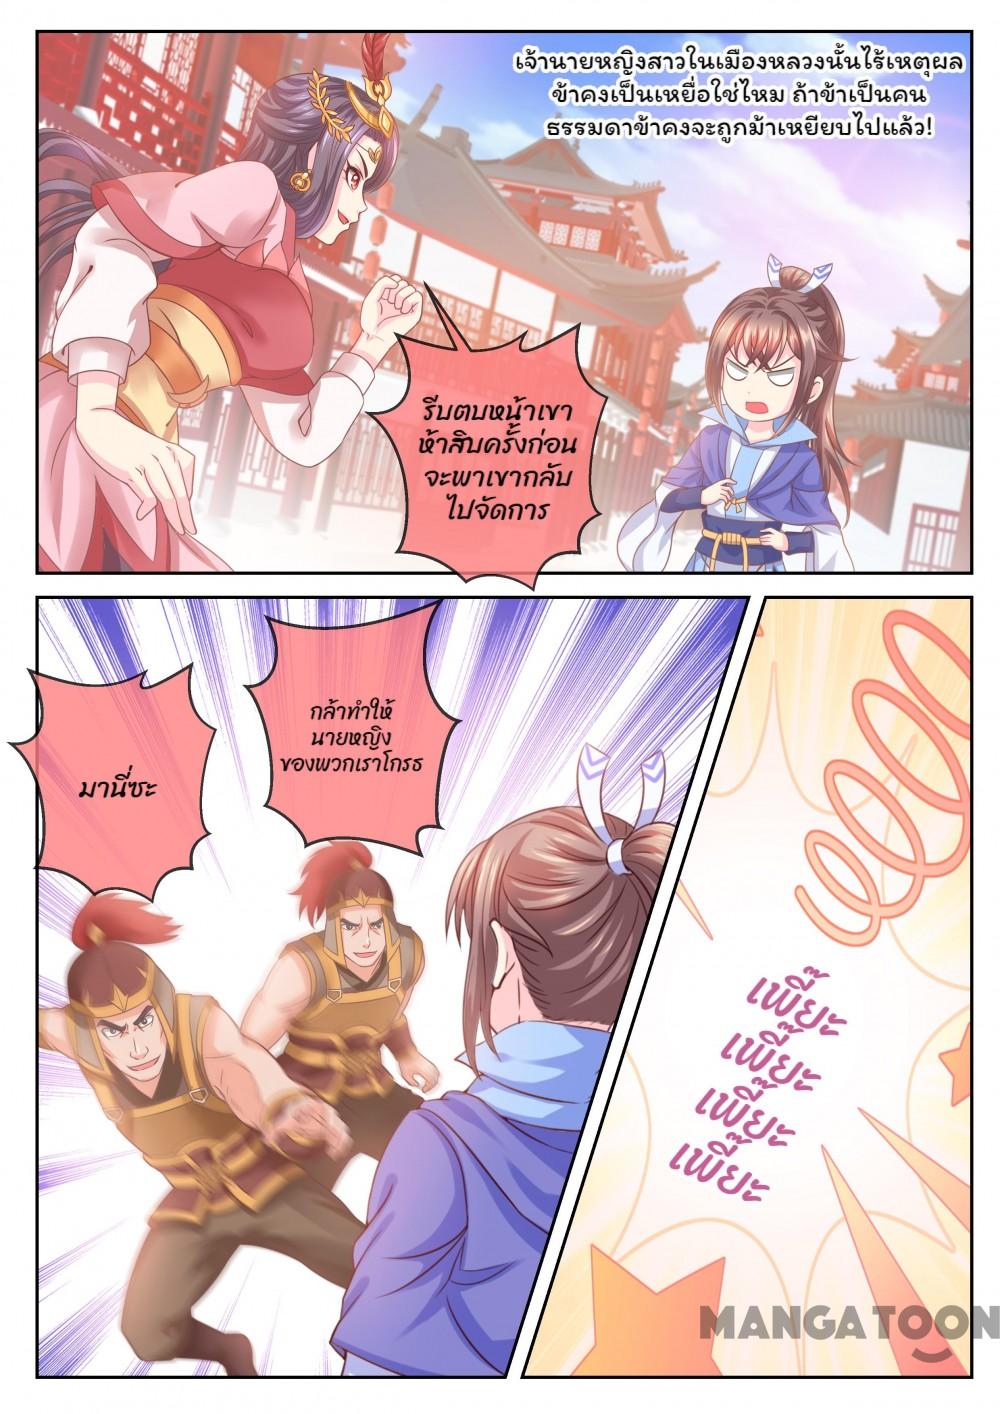 เจ้านายหญิงสาวในเมืองหลวงนั้นไร้เหตุผล
ข้าคงเป็นเหยื่อใช่ไหม ถ้าข้าเป็นคน
ธรรมดาข้าคงจะถูกม้าเหยียบไปแล้ว!
รีบตบหน้าเขา
ห้าสิบครั้งก่อน
จะพาเขากลับ
ไปจัดการ
กล้าทำให้
นายหญิง
ของพวกเราโกรธ
มานี่ซะ
เพี๊ยะ
เพี๊ยะ
เพี๊ยะ
เพี๊ยะ
MANGATOON